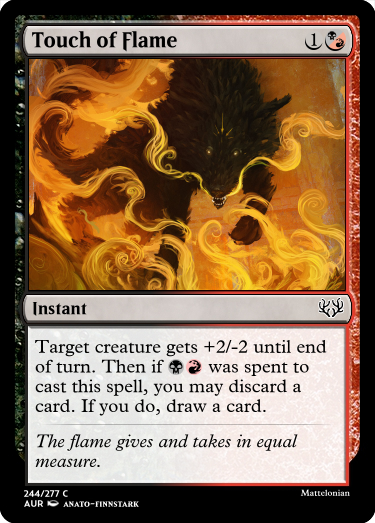 Touch of Flame 1
Instant
Target creature gets +2/-2 until end
of turn. Then if was spent to
cast this spell, you may discard a
card. If you do, draw a card.
The flame gives and takes in equal
measure.
244/277 C
AUR ANATO-FINNSTARK
Mattelonian